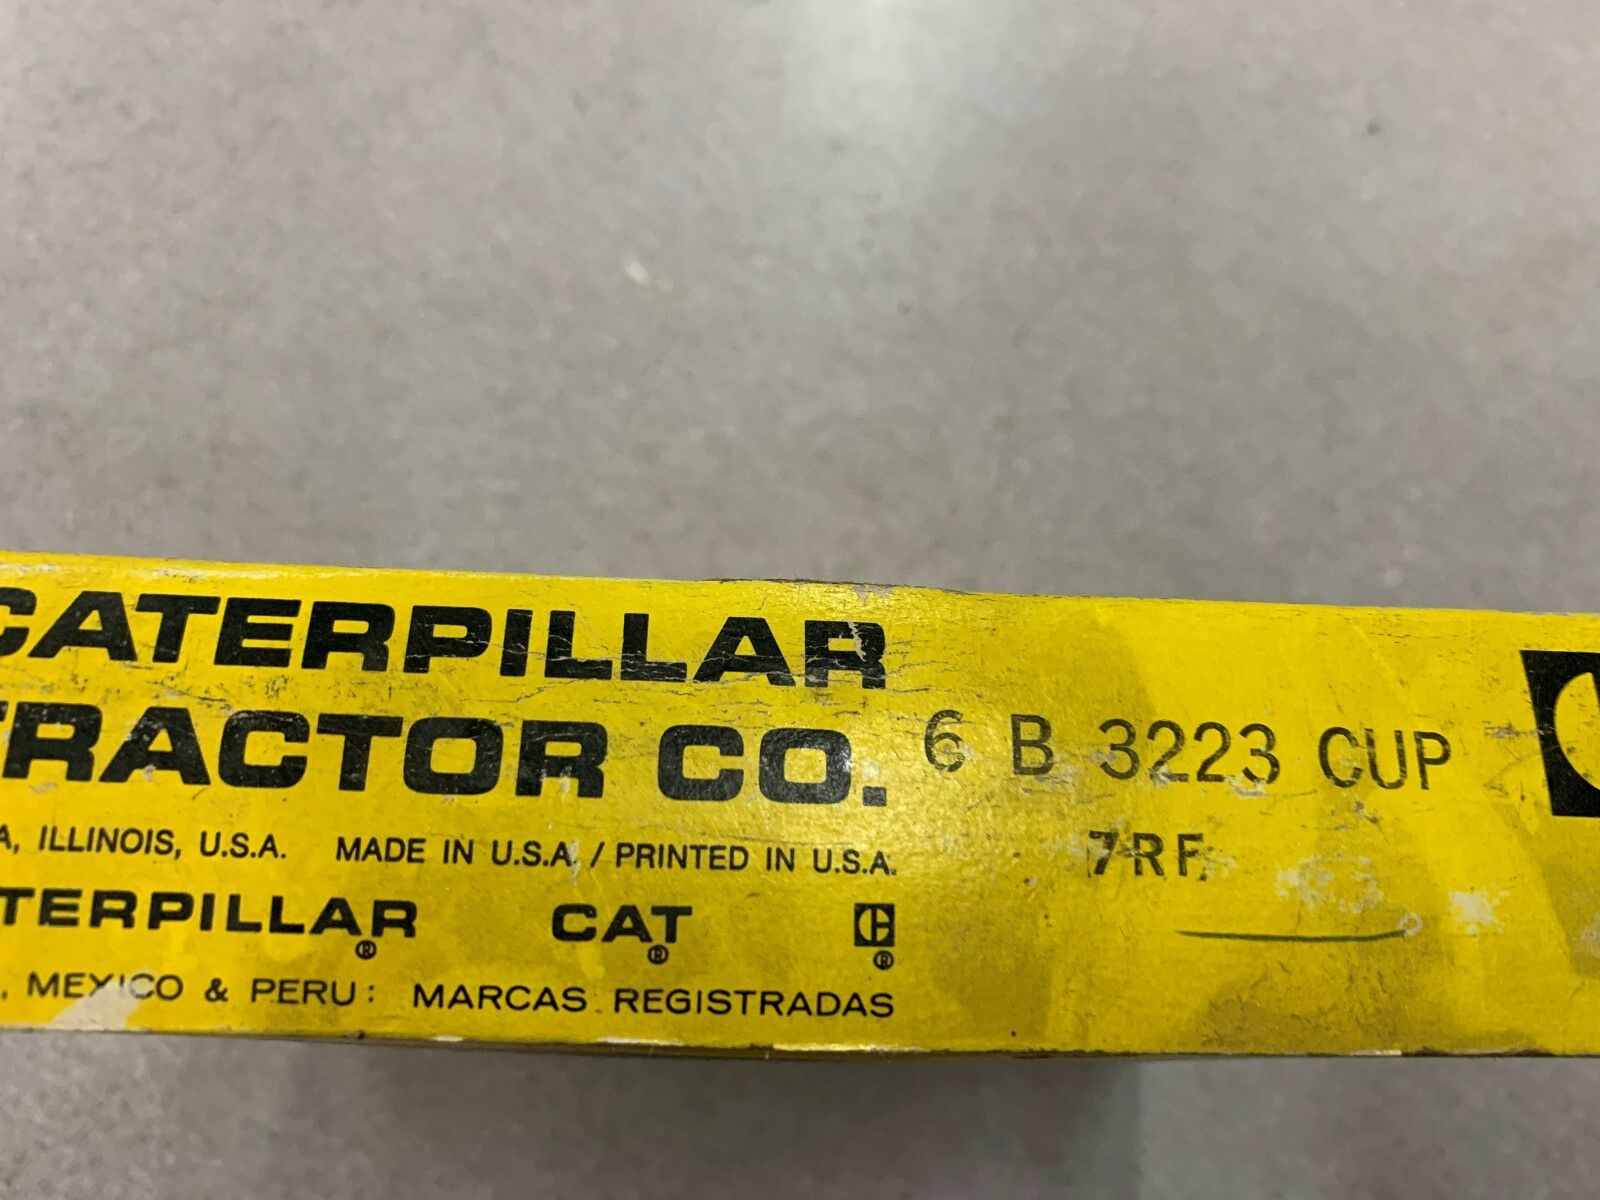 CATERPILLAR
TRACTOR CO.
6 B 3223 CUP
7RF
A, ILLINOIS, U.S.A. MADE IN U.S.A. / PRINTED IN U.S.A.
TERPILLAR® CAT® ®
, MEXICO & PERU: MARCAS REGISTRADAS